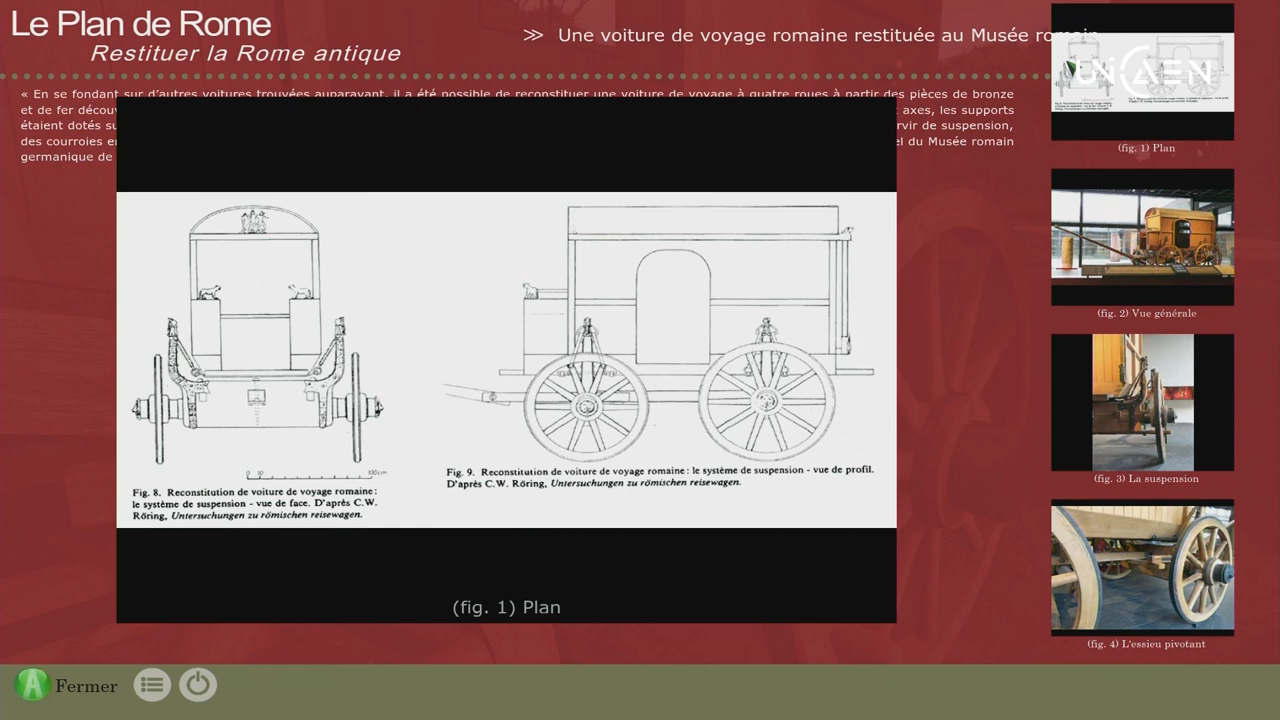 Le Plan de Rome
Restituer la Rome antique
≫ Une voiture de voyage romaine restituée au Musée romain
« En se fondant sur d'autres voitures trouvées auparavant, il a été possible de reconstituer une voiture de voyage à quatre roues à partir des pièces de bronze
et de fer axes, les supports
étaient dotés de suspension,
des courroies du Musée romain
germanique de
UNICAEN
(fig. 1) Plan
(fig. 2) Vue générale
(fig. 3) La suspension
(fig. 4) L'essieu pivotant
0 10 100cm
Fig. 8. Reconstitution de voiture de voyage romaine :
le système de suspension - vue de face. D'après C.W.
Röring, Untersuchungen zu römischen reisewagen.
Fig. 9. Reconstitution de voiture de voyage romaine : le système de suspension - vue de profil.
D'après C.W. Röring, Untersuchungen zu römischen reisewagen.
(fig. 1) Plan
A Fermer